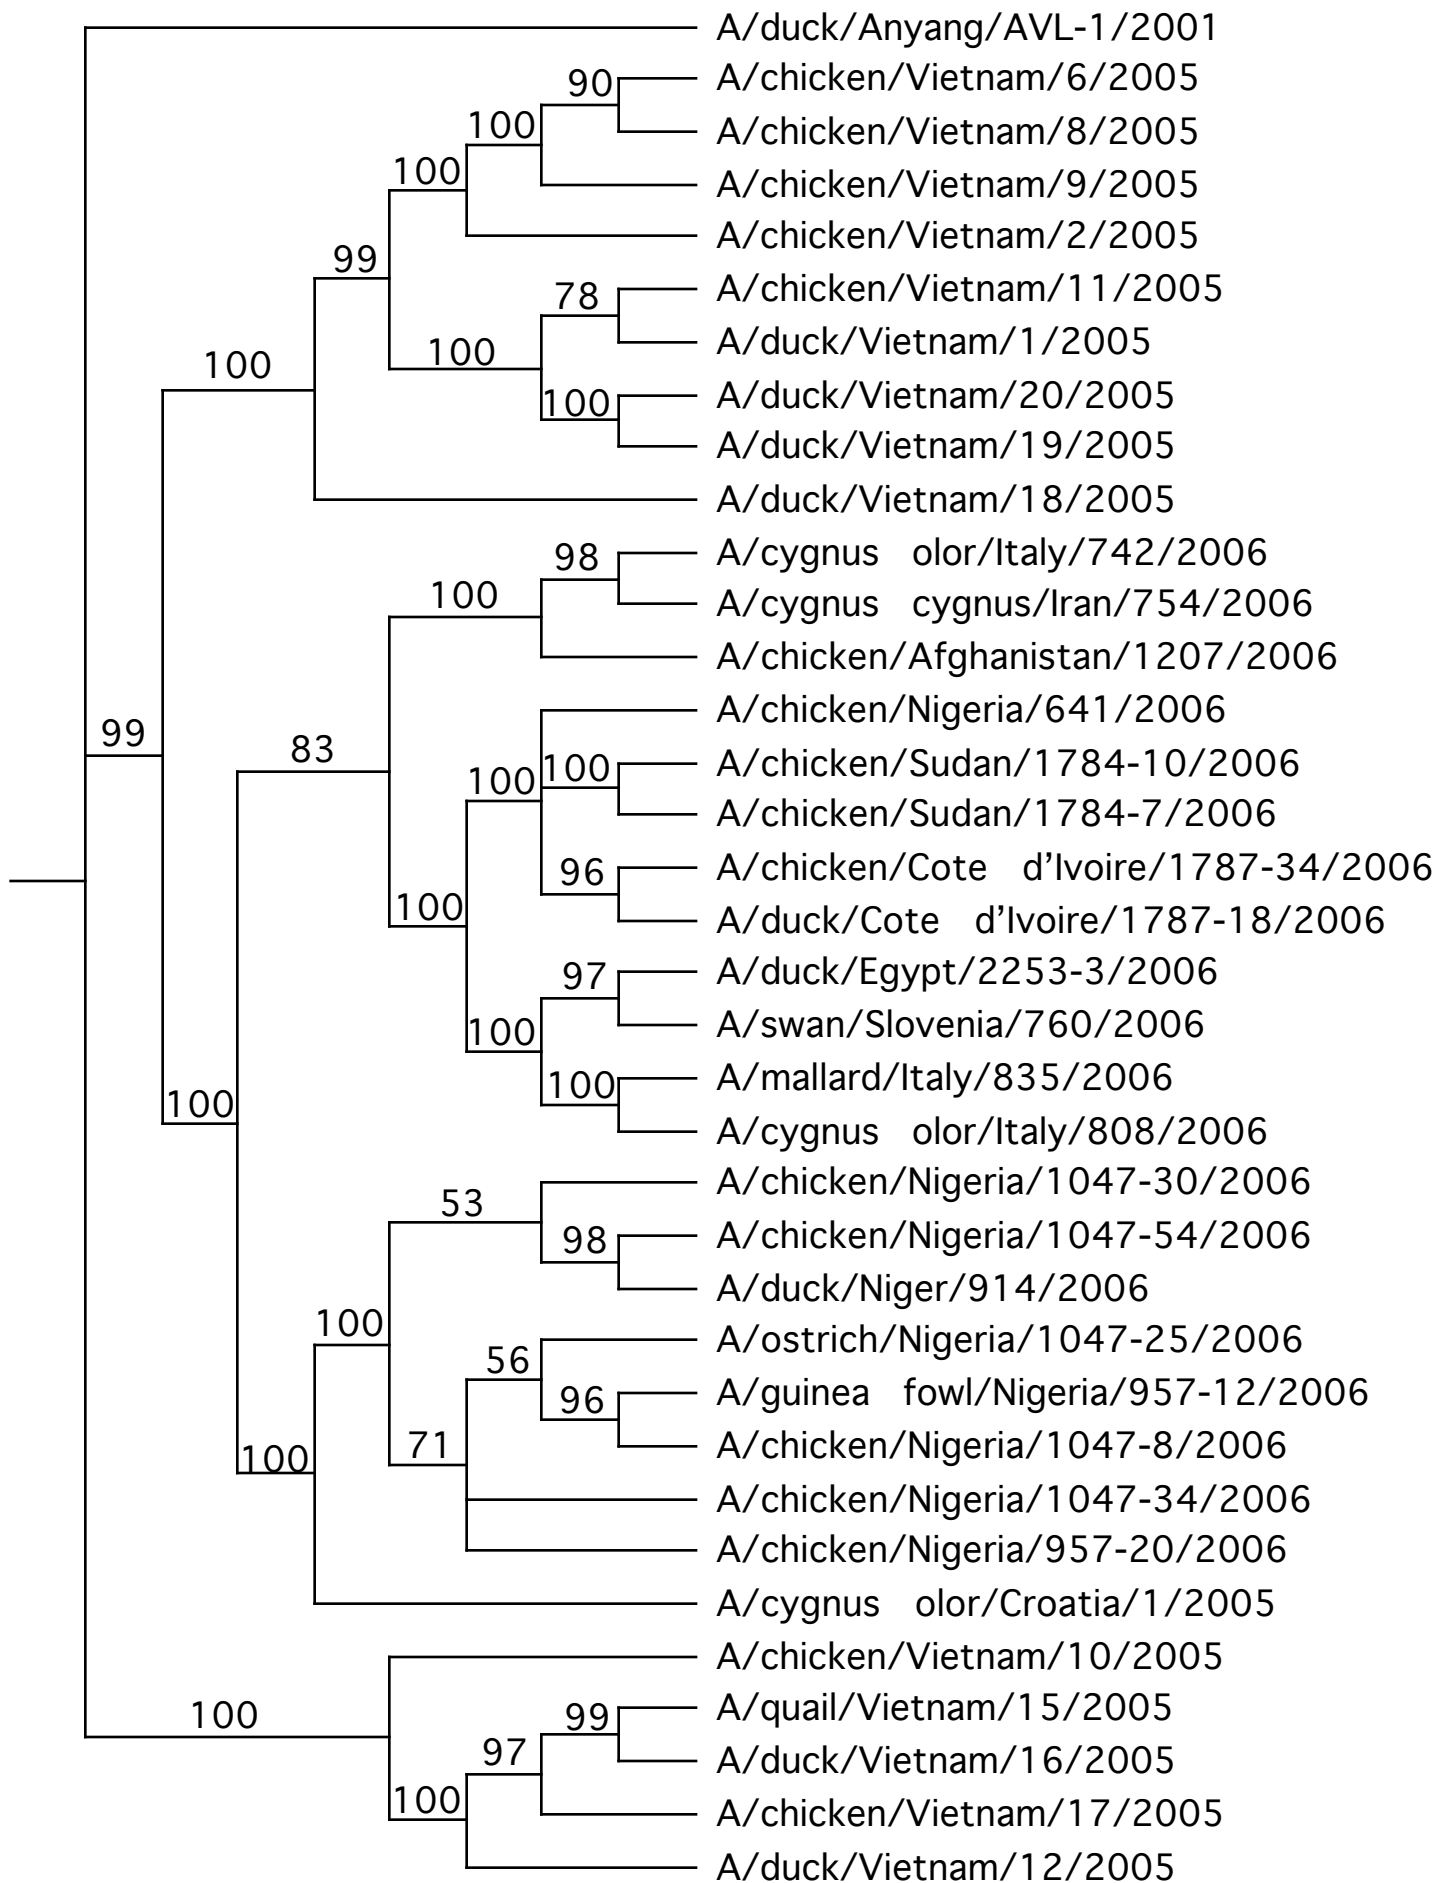 A/duck/Anyang/AVL-1/2001
90 A/chicken/Vietnam/6/2005
100 A/chicken/Vietnam/8/2005
100 A/chicken/Vietnam/9/2005
A/chicken/Vietnam/2/2005
99
78 A/chicken/Vietnam/11/2005
100 A/duck/Vietnam/1/2005
100
100 A/duck/Vietnam/20/2005
A/duck/Vietnam/19/2005
A/duck/Vietnam/18/2005
98 A/cygnus olor/Italy/742/2006
100 A/cygnus cygnus/Iran/754/2006
A/chicken/Afghanistan/1207/2006
A/chicken/Nigeria/641/2006
99
83
100 100 A/chicken/Sudan/1784-10/2006
A/chicken/Sudan/1784-7/2006
96 A/chicken/Cote d’Ivoire/1787-34/2006
100 A/duck/Cote d’Ivoire/1787-18/2006
97 A/duck/Egypt/2253-3/2006
100 A/swan/Slovenia/760/2006
100 A/mallard/Italy/835/2006
100
A/cygnus olor/Italy/808/2006
53 A/chicken/Nigeria/1047-30/2006
98 A/chicken/Nigeria/1047-54/2006
A/duck/Niger/914/2006
100
A/ostrich/Nigeria/1047-25/2006
56
96 A/guinea fowl/Nigeria/957-12/2006
71 A/chicken/Nigeria/1047-8/2006
100
A/chicken/Nigeria/1047-34/2006
A/chicken/Nigeria/957-20/2006
A/cygnus olor/Croatia/1/2005
A/chicken/Vietnam/10/2005
100 99 A/quail/Vietnam/15/2005
97 A/duck/Vietnam/16/2005
100 A/chicken/Vietnam/17/2005
A/duck/Vietnam/12/2005